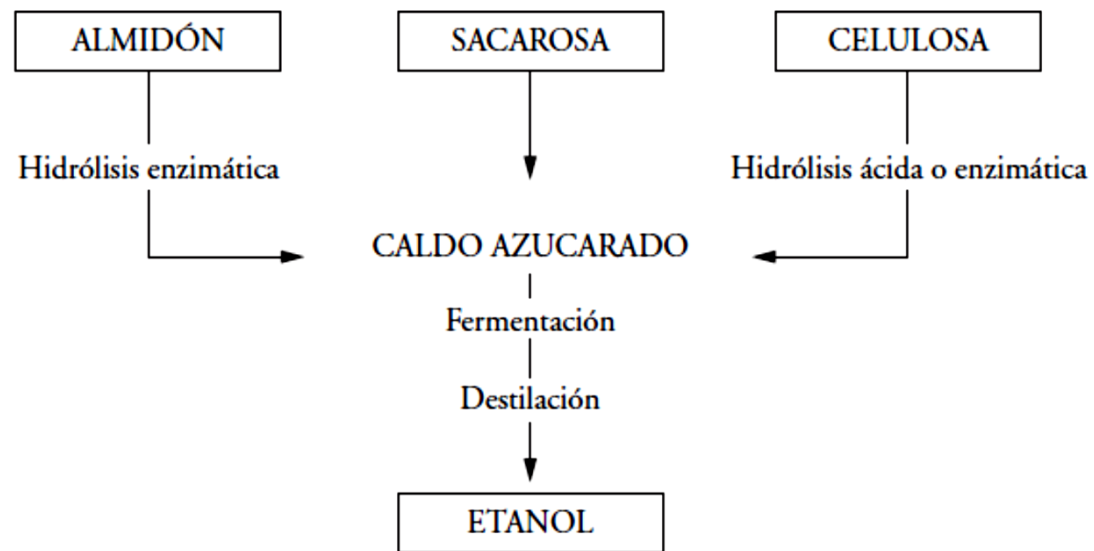 ALMIDÓN
SACAROSA
CELULOSA
Hidrólisis enzimática
Hidrólisis ácida o enzimática
CALDO AZUCARADO
Fermentación
Destilación
ETANOL